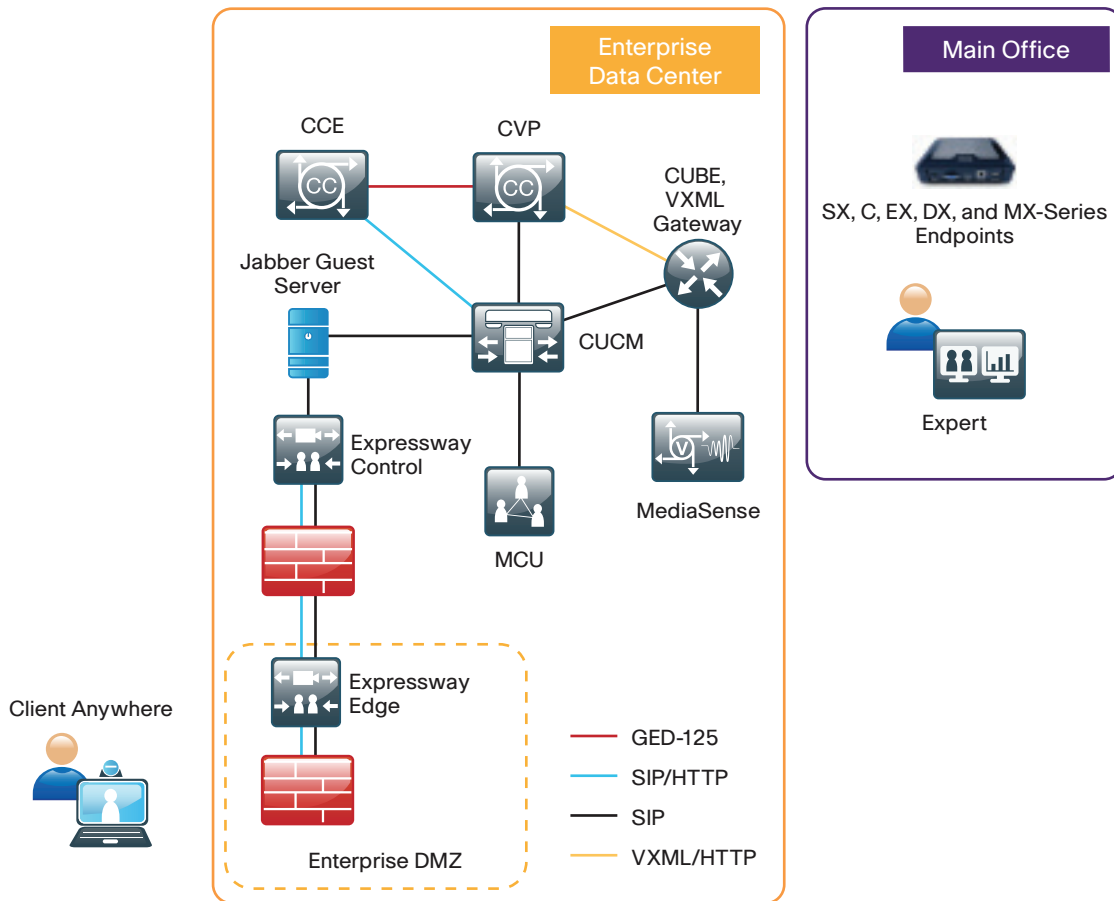 Enterprise
Data Center
Main Office
CCE
CVP
CC
CC
CUBE,
VXML
Gateway
SX, C, EX, DX, and MX-Series
Endpoints
Jabber Guest
Server
CUCM
Expressway
Control
Expert
V
MCU
MediaSense
Expressway
Edge
Client Anywhere
GED-125
SIP/HTTP
SIP
VXML/HTTP
Enterprise DMZ